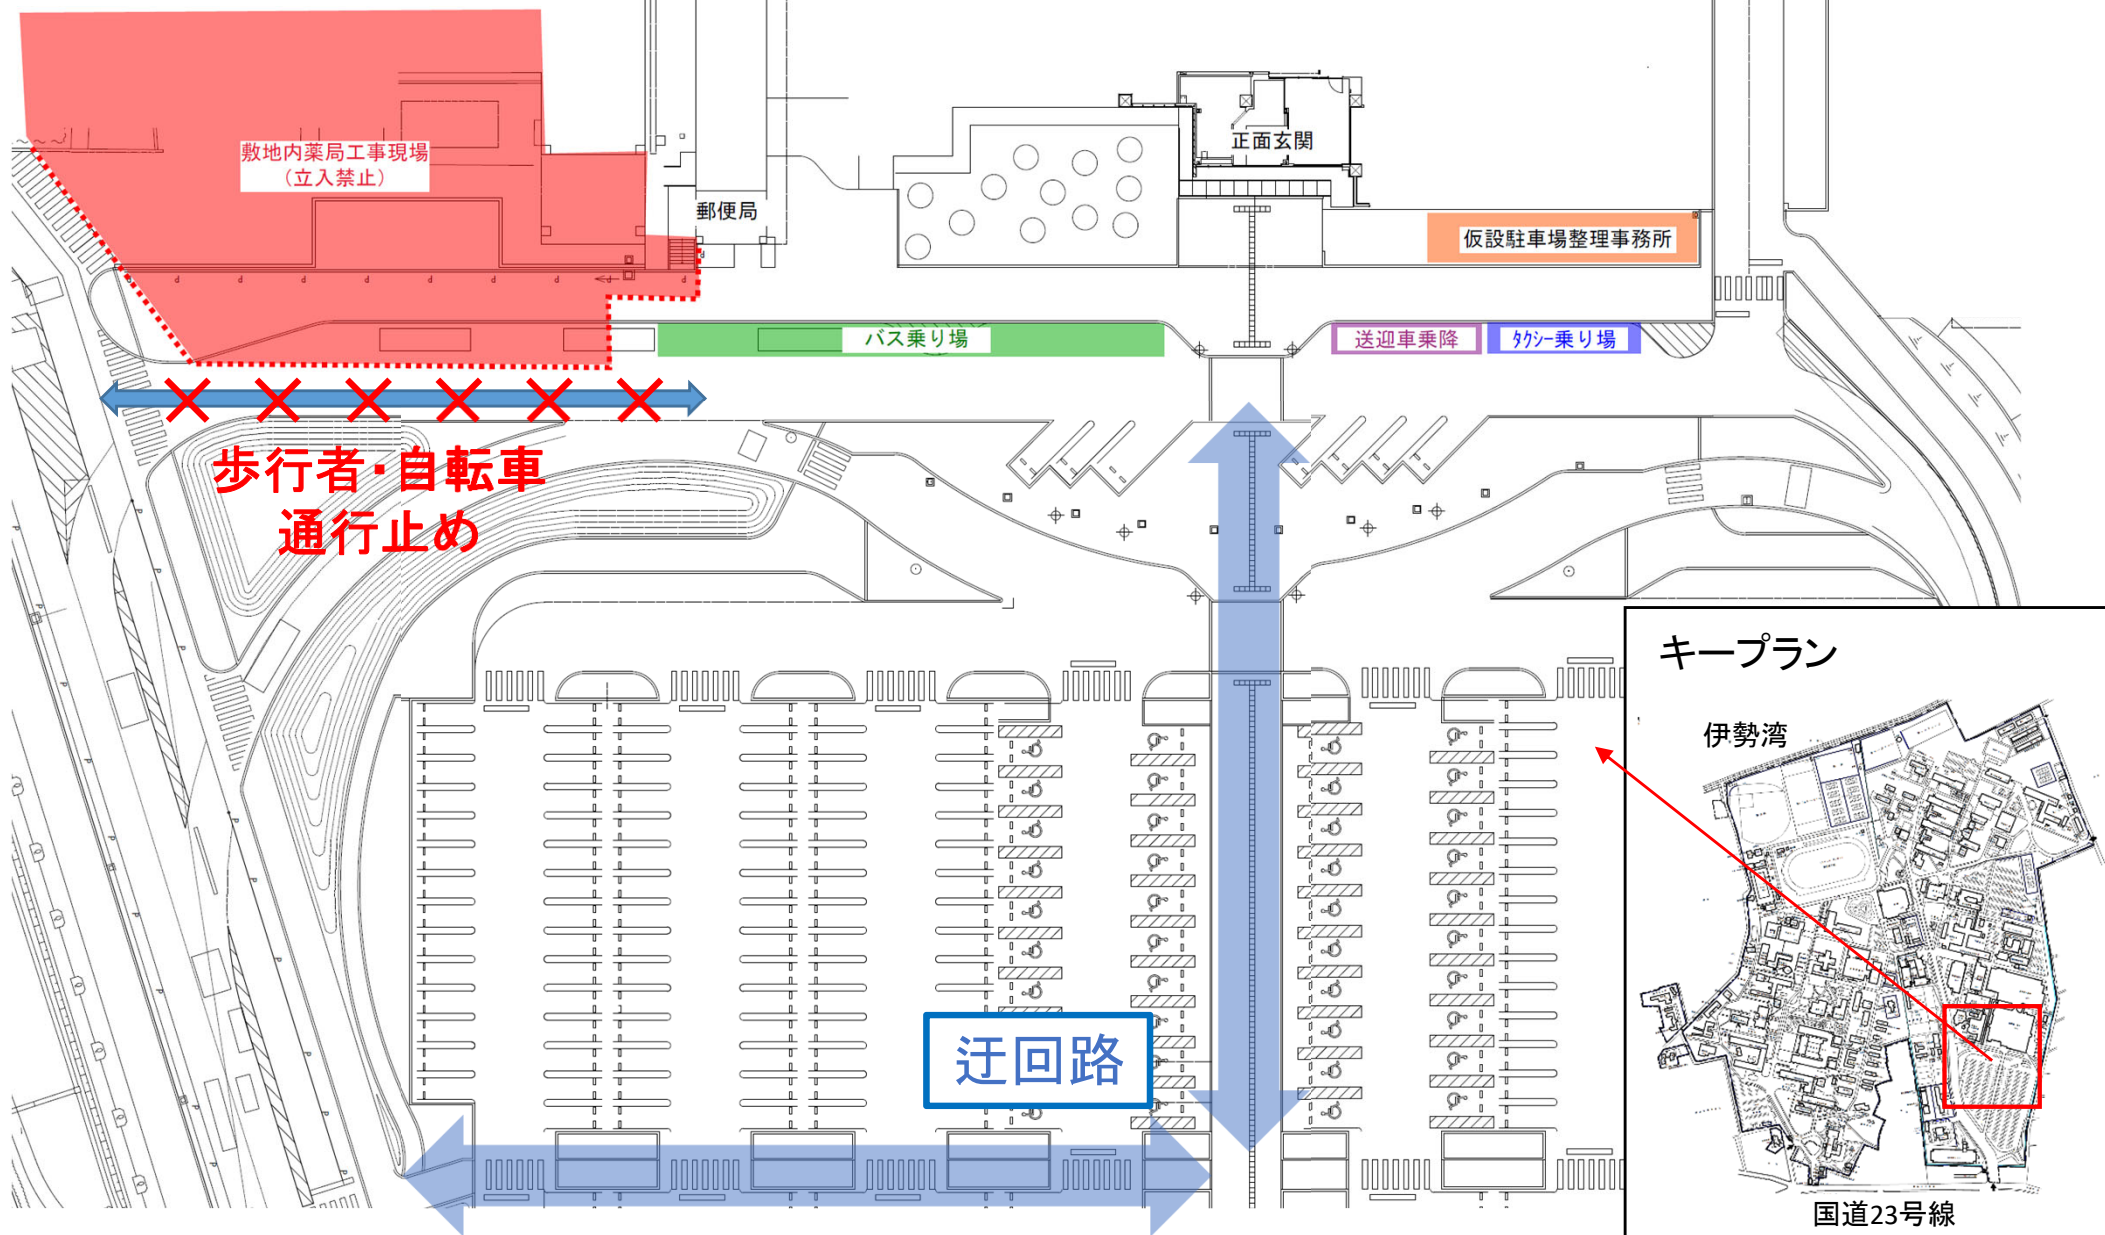 敷地内薬局工事現場
（立入禁止）
郵便局
正面玄関
仮設駐車場整理事務所
バス乗り場
送迎車乗降
ﾀｸｼｰ乗り場
歩行者・自転車
通行止め
迂回路
キープラン
伊勢湾
国道23号線